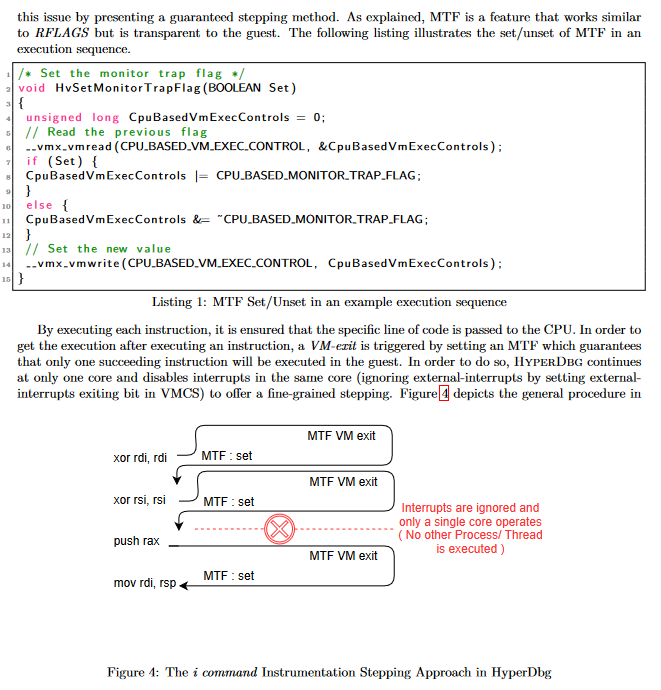 this issue by presenting a guaranteed stepping method. As explained, MTF is a feature that works similar
to RFLAGS but is transparent to the guest. The following listing illustrates the set/unset of MTF in an
execution sequence.
1 /* Set the monitor trap flag */
2 void HvSetMonitorTrapFlag(BOOLEAN Set)
3 {
4 unsigned long CpuBasedVmExecControls = 0;
5 // Read the previous flag
6 __vmx_vmread(CPU_BASED_VM_EXEC_CONTROL, &CpuBasedVmExecControls);
7 if (Set) {
8 CpuBasedVmExecControls |= CPU_BASED_MONITOR_TRAP_FLAG;
9 }
10 else {
11 CpuBasedVmExecControls &= ~CPU_BASED_MONITOR_TRAP_FLAG;
12 }
13 // Set the new value
14 __vmx_vmwrite(CPU_BASED_VM_EXEC_CONTROL, CpuBasedVmExecControls);
15 }
Listing 1: MTF Set/Unset in an example execution sequence
By executing each instruction, it is ensured that the specific line of code is passed to the CPU. In order to
get the execution after executing an instruction, a VM-exit is triggered by setting an MTF which guarantees
that only one succeeding instruction will be executed in the guest. In order to do so, HYPERDBG continues
at only one core and disables interrupts in the same core (ignoring external-interrupts by setting external-
interrupts exiting bit in VMCS) to offer a fine-grained stepping. Figure 4 depicts the general procedure in
MTF VM exit
xor rdi, rdi
MTF : set
MTF VM exit
xor rsi, rsi
MTF : set
Interrupts are ignored and
only a single core operates
( No other Process/ Thread
is executed )
push rax
MTF VM exit
mov rdi, rsp
MTF : set
Figure 4: The i command Instrumentation Stepping Approach in HyperDbg